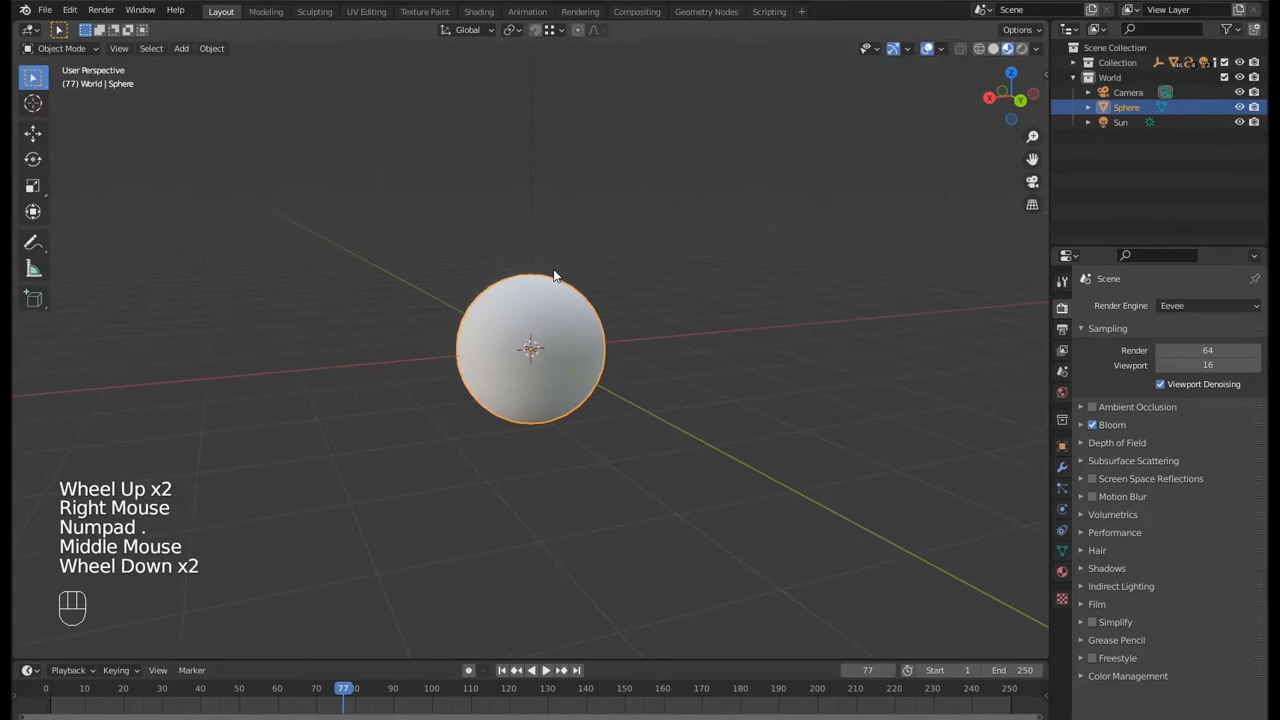 File Edit Render Window Help Layout Modeling Sculpting UV Editing Texture Paint Shading Animation Rendering Compositing Geometry Nodes Scripting + Scene View Layer
Global Options
Object Mode View Select Add Object
User Perspective
(77) World | Sphere
Z
X
Y
Scene Collection
Collection
World
Camera
Sphere
Sun
Scene
Render Engine Eevee
Sampling
Render 64
Viewport 16
Viewport Denoising
Ambient Occlusion
Bloom
Depth of Field
Subsurface Scattering
Screen Space Reflections
Motion Blur
Volumetrics
Performance
Hair
Shadows
Indirect Lighting
Film
Simplify
Grease Pencil
Freestyle
Color Management
Wheel Up x2
Right Mouse
Numpad .
Middle Mouse
Wheel Down x2
Playback Keying View Marker 77 Start 1 End 250
0 10 20 30 40 50 60 70 77 80 90 100 110 120 130 140 150 160 170 180 190 200 210 220 230 240 250